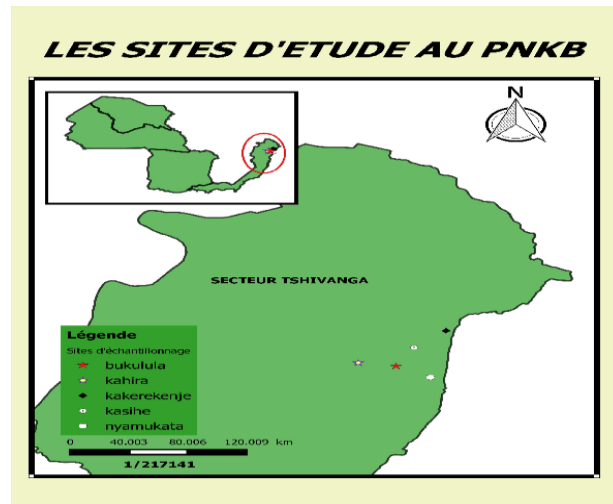 LES SITES D'ETUDE AU PNKB
N
SECTEUR TSHIVANGA
Légende
Sites d'échantillonnage
bukulula
kahira
kakerekenje
kasihe
nyamukata
0 40.003 80.006 120.009 km
1/217141